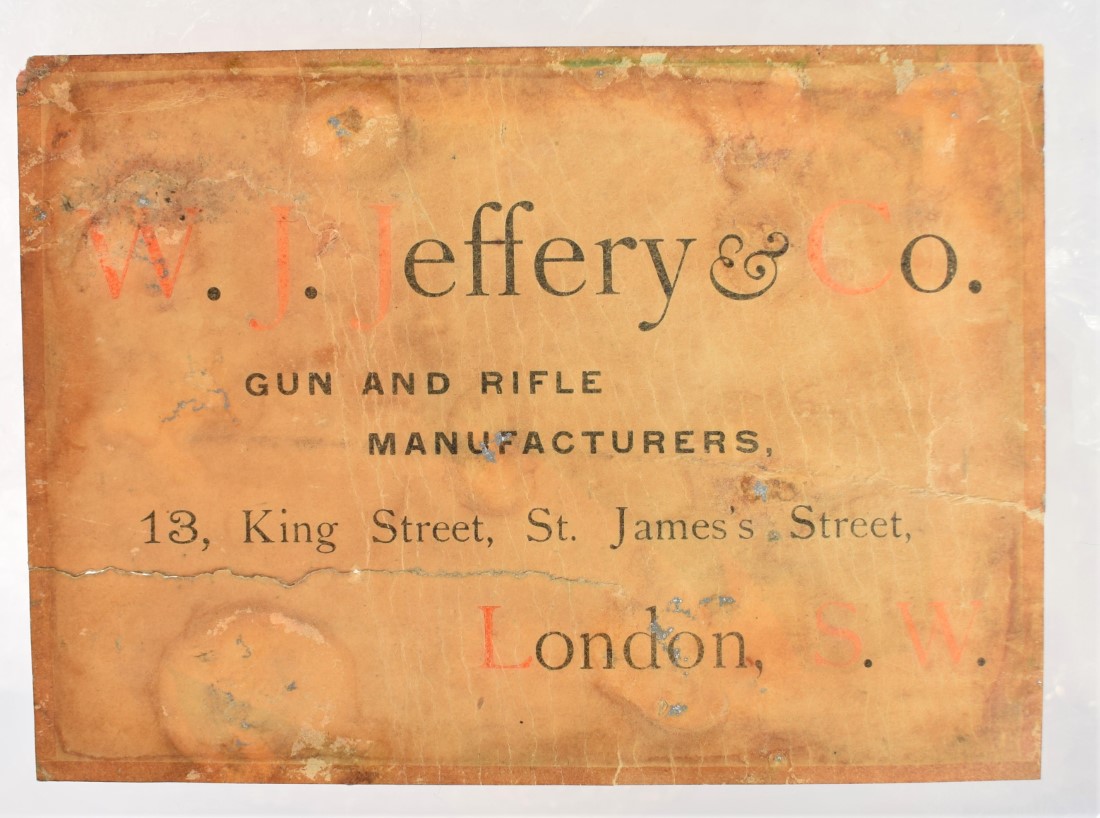 W. J. Jeffery & Co.
GUN AND RIFLE
MANUFACTURERS,
13, King Street, St. James's Street,
London, S. W.